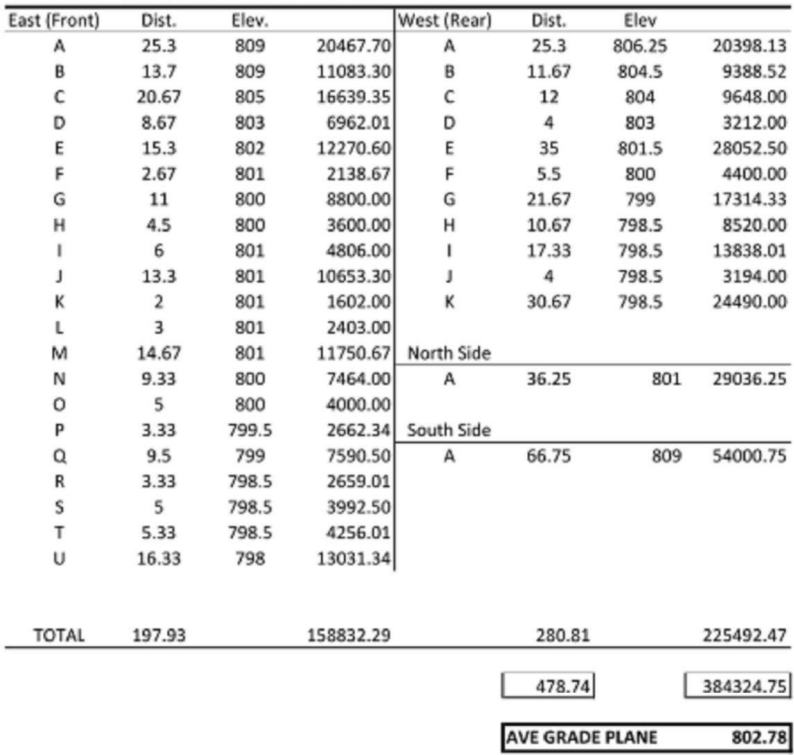 East (Front) Dist. Elev. West (Rear) Dist. Elev
A 25.3 809 20467.70 A 25.3 806.25 20398.13
B 13.7 809 11083.30 B 11.67 804.5 9388.52
C 20.67 805 16639.35 C 12 804 9648.00
D 8.67 803 6962.01 D 4 803 3212.00
E 15.3 802 12270.60 E 35 801.5 28052.50
F 2.67 801 2138.67 F 5.5 800 4400.00
G 11 800 8800.00 G 21.67 799 17314.33
H 4.5 800 3600.00 H 10.67 798.5 8520.00
I 6 801 4806.00 I 17.33 798.5 13838.01
J 13.3 801 10653.30 J 4 798.5 3194.00
K 2 801 1602.00 K 30.67 798.5 24490.00
L 3 801 2403.00
M 14.67 801 11750.67 North Side
N 9.33 800 7464.00 A 36.25 801 29036.25
O 5 800 4000.00
P 3.33 799.5 2662.34 South Side
Q 9.5 799 7590.50 A 66.75 809 54000.75
R 3.33 798.5 2659.01
S 5 798.5 3992.50
T 5.33 798.5 4256.01
U 16.33 798 13031.34
TOTAL 197.93 158832.29 280.81 225492.47
478.74 384324.75
AVE GRADE PLANE 802.78